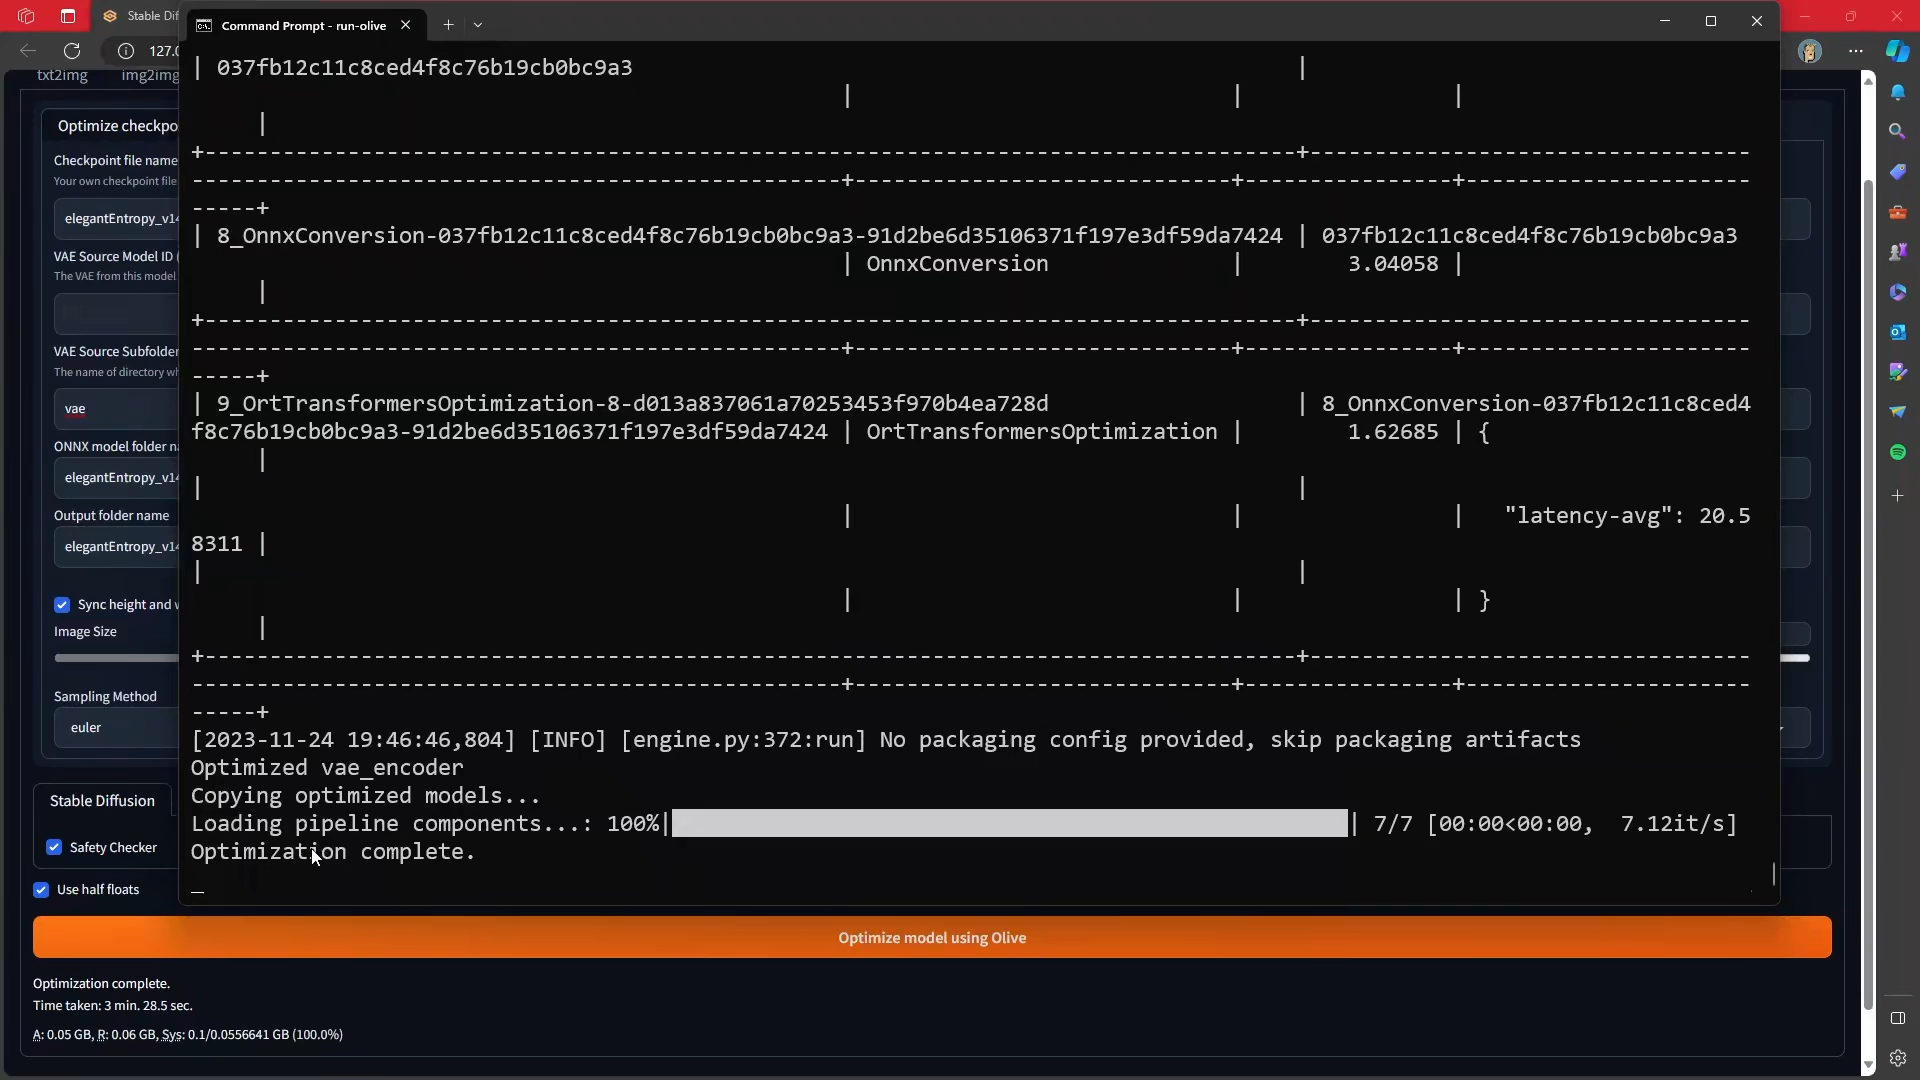 Stable Dif
Command Prompt - run-olive
127.0
txt2img
img2img
| 037fb12c11c8ced4f8c76b19cb0bc9a3 |
| | |
|
+-----------------------------------------------------------------------------------+----------------------------------
--------------------------------------------------+-----------------------------+----------------+----------------------
-----+
| 8_OnnxConversion-037fb12c11c8ced4f8c76b19cb0bc9a3-91d2be6d35106371f197e3df59da7424 | 037fb12c11c8ced4f8c76b19cb0bc9a3
| OnnxConversion | 3.04058 |
|
+-----------------------------------------------------------------------------------+----------------------------------
--------------------------------------------------+-----------------------------+----------------+----------------------
-----+
| 9_OrtTransformersOptimization-8-d013a837061a70253453f970b4ea728d | 8_OnnxConversion-037fb12c11c8ced4
f8c76b19cb0bc9a3-91d2be6d35106371f197e3df59da7424 | OrtTransformersOptimization | 1.62685 | {
|
| |
| | | "latency-avg": 20.5
8311 |
| |
| | | }
|
+-----------------------------------------------------------------------------------+----------------------------------
--------------------------------------------------+-----------------------------+----------------+----------------------
-----+
[2023-11-24 19:46:46,804] [INFO] [engine.py:372:run] No packaging config provided, skip packaging artifacts
Optimized vae_encoder
Copying optimized models...
Loading pipeline components...: 100%| | 7/7 [00:00<00:00, 7.12it/s]
Optimization complete.
_
Optimize checkpo
Checkpoint file name
Your own checkpoint file
elegantEntropy_v14
VAE Source Model ID (
The VAE from this model
VAE Source Subfolder
The name of directory wh
vae
ONNX model folder na
elegantEntropy_v14
Output folder name
elegantEntropy_v14
Sync height and w
Image Size
Sampling Method
euler
Stable Diffusion
Safety Checker
Use half floats
Optimize model using Olive
Optimization complete.
Time taken: 3 min. 28.5 sec.
A: 0.05 GB, R: 0.06 GB, Sys: 0.1/0.0556641 GB (100.0%)